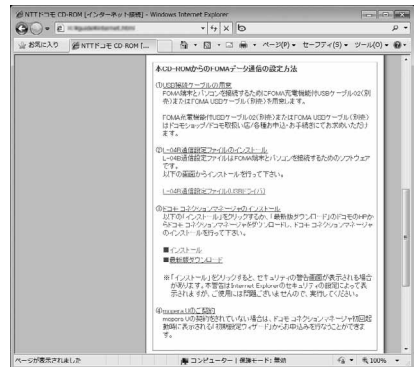 NTTドコモ CD-ROM [インターネット接続] - Windows Internet Explorer
お気に入り NTTドコモ CD-ROM [... ページ(P) セーフティ(S) ツール(O)
本CD-ROMからのFOMAデータ通信の設定方法
①USB接続ケーブルの用意
FOMA端末とパソコンを接続するためにFOMA充電機能付USBケーブル02(別
売)またはFOMA USBケーブル(別売)を用意します。
FOMA充電機能付USBケーブル02(別売)またはFOMA USBケーブル(別売)
はドコモショップ/ドコモ取扱い店/各種お申込・お手続きにてお求めいただけ
ます。
②L-04B通信設定ファイルのインストール
L-04B通信設定ファイルはFOMA端末とパソコンを接続するためのソフトウェア
です。
以下の画面からインストールを行って下さい。
L-04B通信設定ファイル(USBドライバ)
③ドコモ コネクションマネージャのインストール
以下の「インストール」をクリックするか、「最新版ダウンロード」のドコモのHPか
らドコモ コネクションマネージャをダウンロードし、ドコモ コネクションマネージャ
のインストールを行って下さい。
■インストール
■最新版ダウンロード
※「インストール」をクリックすると、セキュリティの警告画面が表示される場合
があります。本警告はInternet Explorerのセキュリティの設定によって表
示されますが、ご使用には問題ございませんので、実行してください。
④mopera Uのご契約
mopera Uの契約をされていない場合は、ドコモ コネクションマネージャ初回起
動時に表示される「初期設定ウィザード」からお申込みを行なうことができま
す。
ページが表示されました コンピューター | 保護モード: 無効 100%